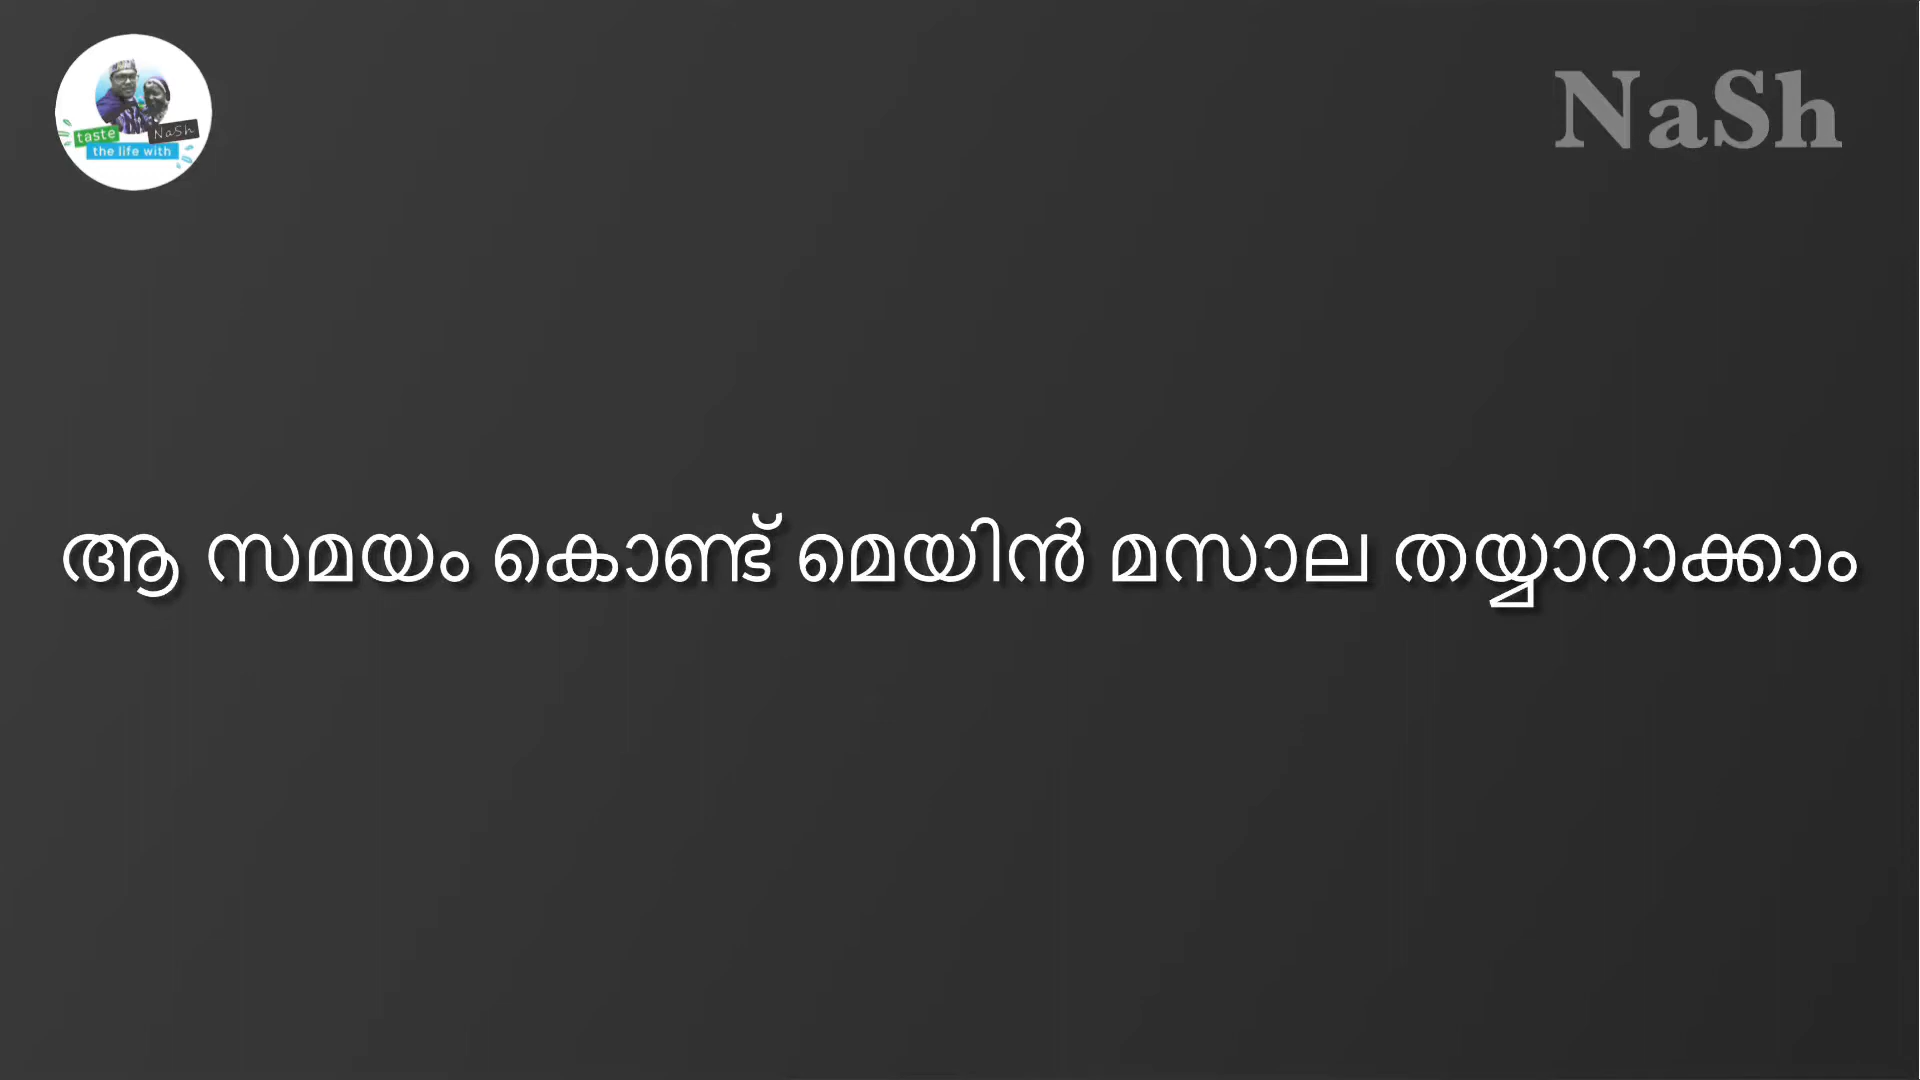 taste NaSh
the life with
NaSh
ആ സമയം കൊണ്ട് മെയിൻ മസാല തയ്യാറാക്കാം